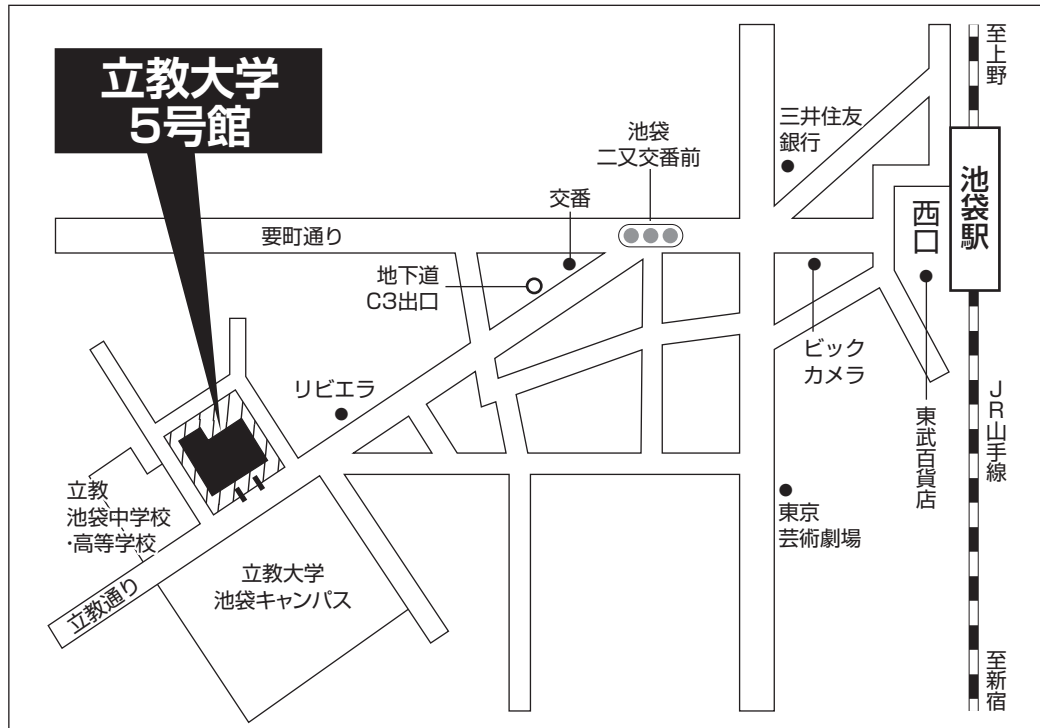 立教大学
5号館
至上野
三井住友
銀行
池袋
二又交番前
交番
池袋駅
西口
要町通り
地下道
C3出口
ビック
カメラ
リビエラ
JR山手線
東武百貨店
立教
池袋中学校
・高等学校
東京
芸術劇場
立教大学
池袋キャンパス
立教通り
至新宿